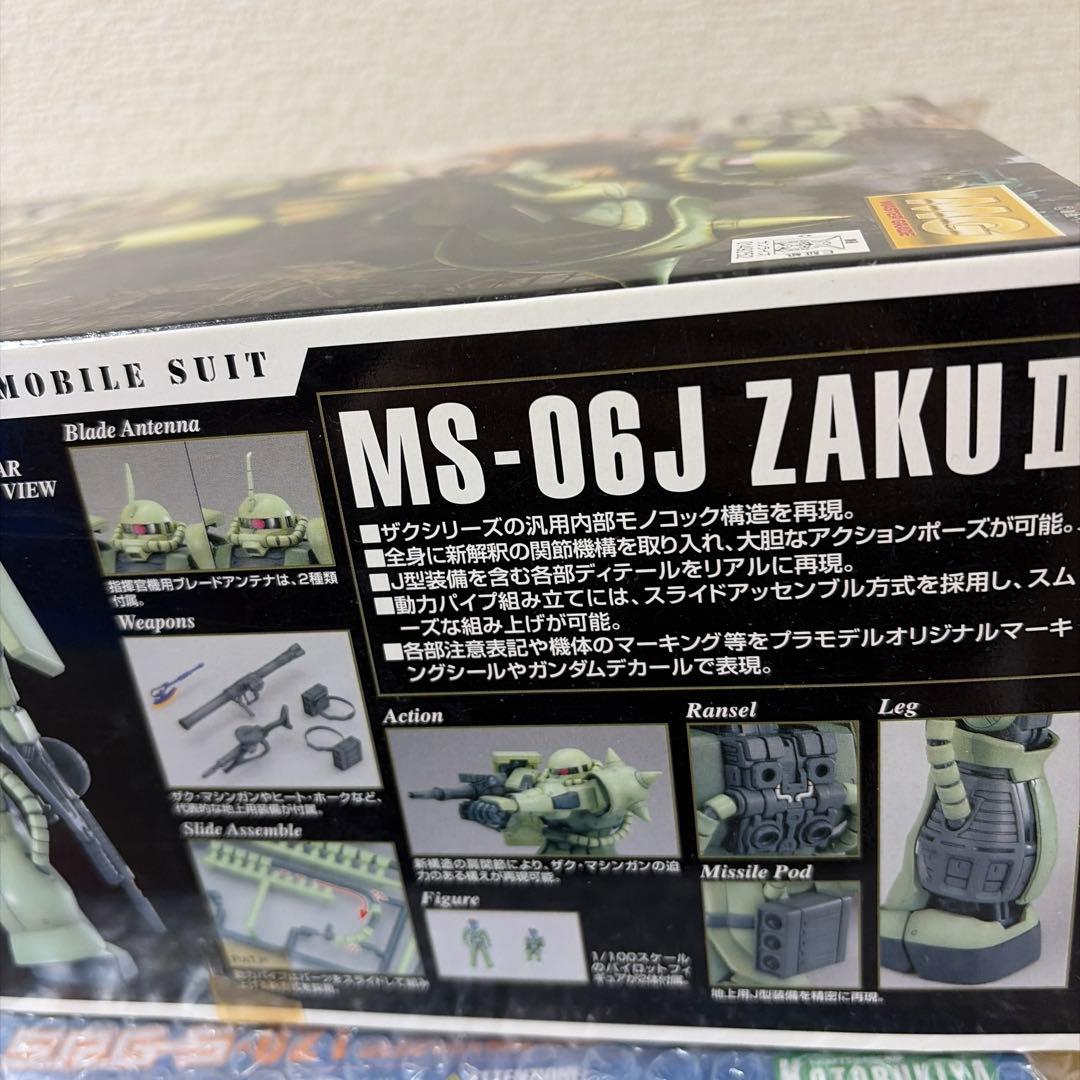 MG
MASTER GRADE
MOBILE SUIT
MS-06J ZAKU II
■ザクシリーズの汎用内部モノコック構造を再現。
■全身に新解釈の関節機構を取り入れ、大胆なアクションポーズが可能。
■J型装備を含む各部ディテールをリアルに再現。
■動力パイプ組み立てには、スライドアッセンブル方式を採用し、スム
ーズな組み上げが可能。
■各部注意表記や機体のマーキング等をプラモデルオリジナルマーキ
ングシールやガンダムデカールで表現。
VIEW
Blade Antenna
指揮官機用ブレードアンテナは、2種類
付属。
Weapons
ザク・マシンガンやヒート・ホークなど、
代表的な地上用装備が付属。
Slide Assemble
Action
新構造の肩関節により、ザク・マシンガンの迫
力のある構えが再現可能。
Figure
1/100スケール
のパイロットフィ
ギュアが2体付属。
Ransel
Missile Pod
地上用J型装備を精密に再現。
Leg
KOTOBUKIYA